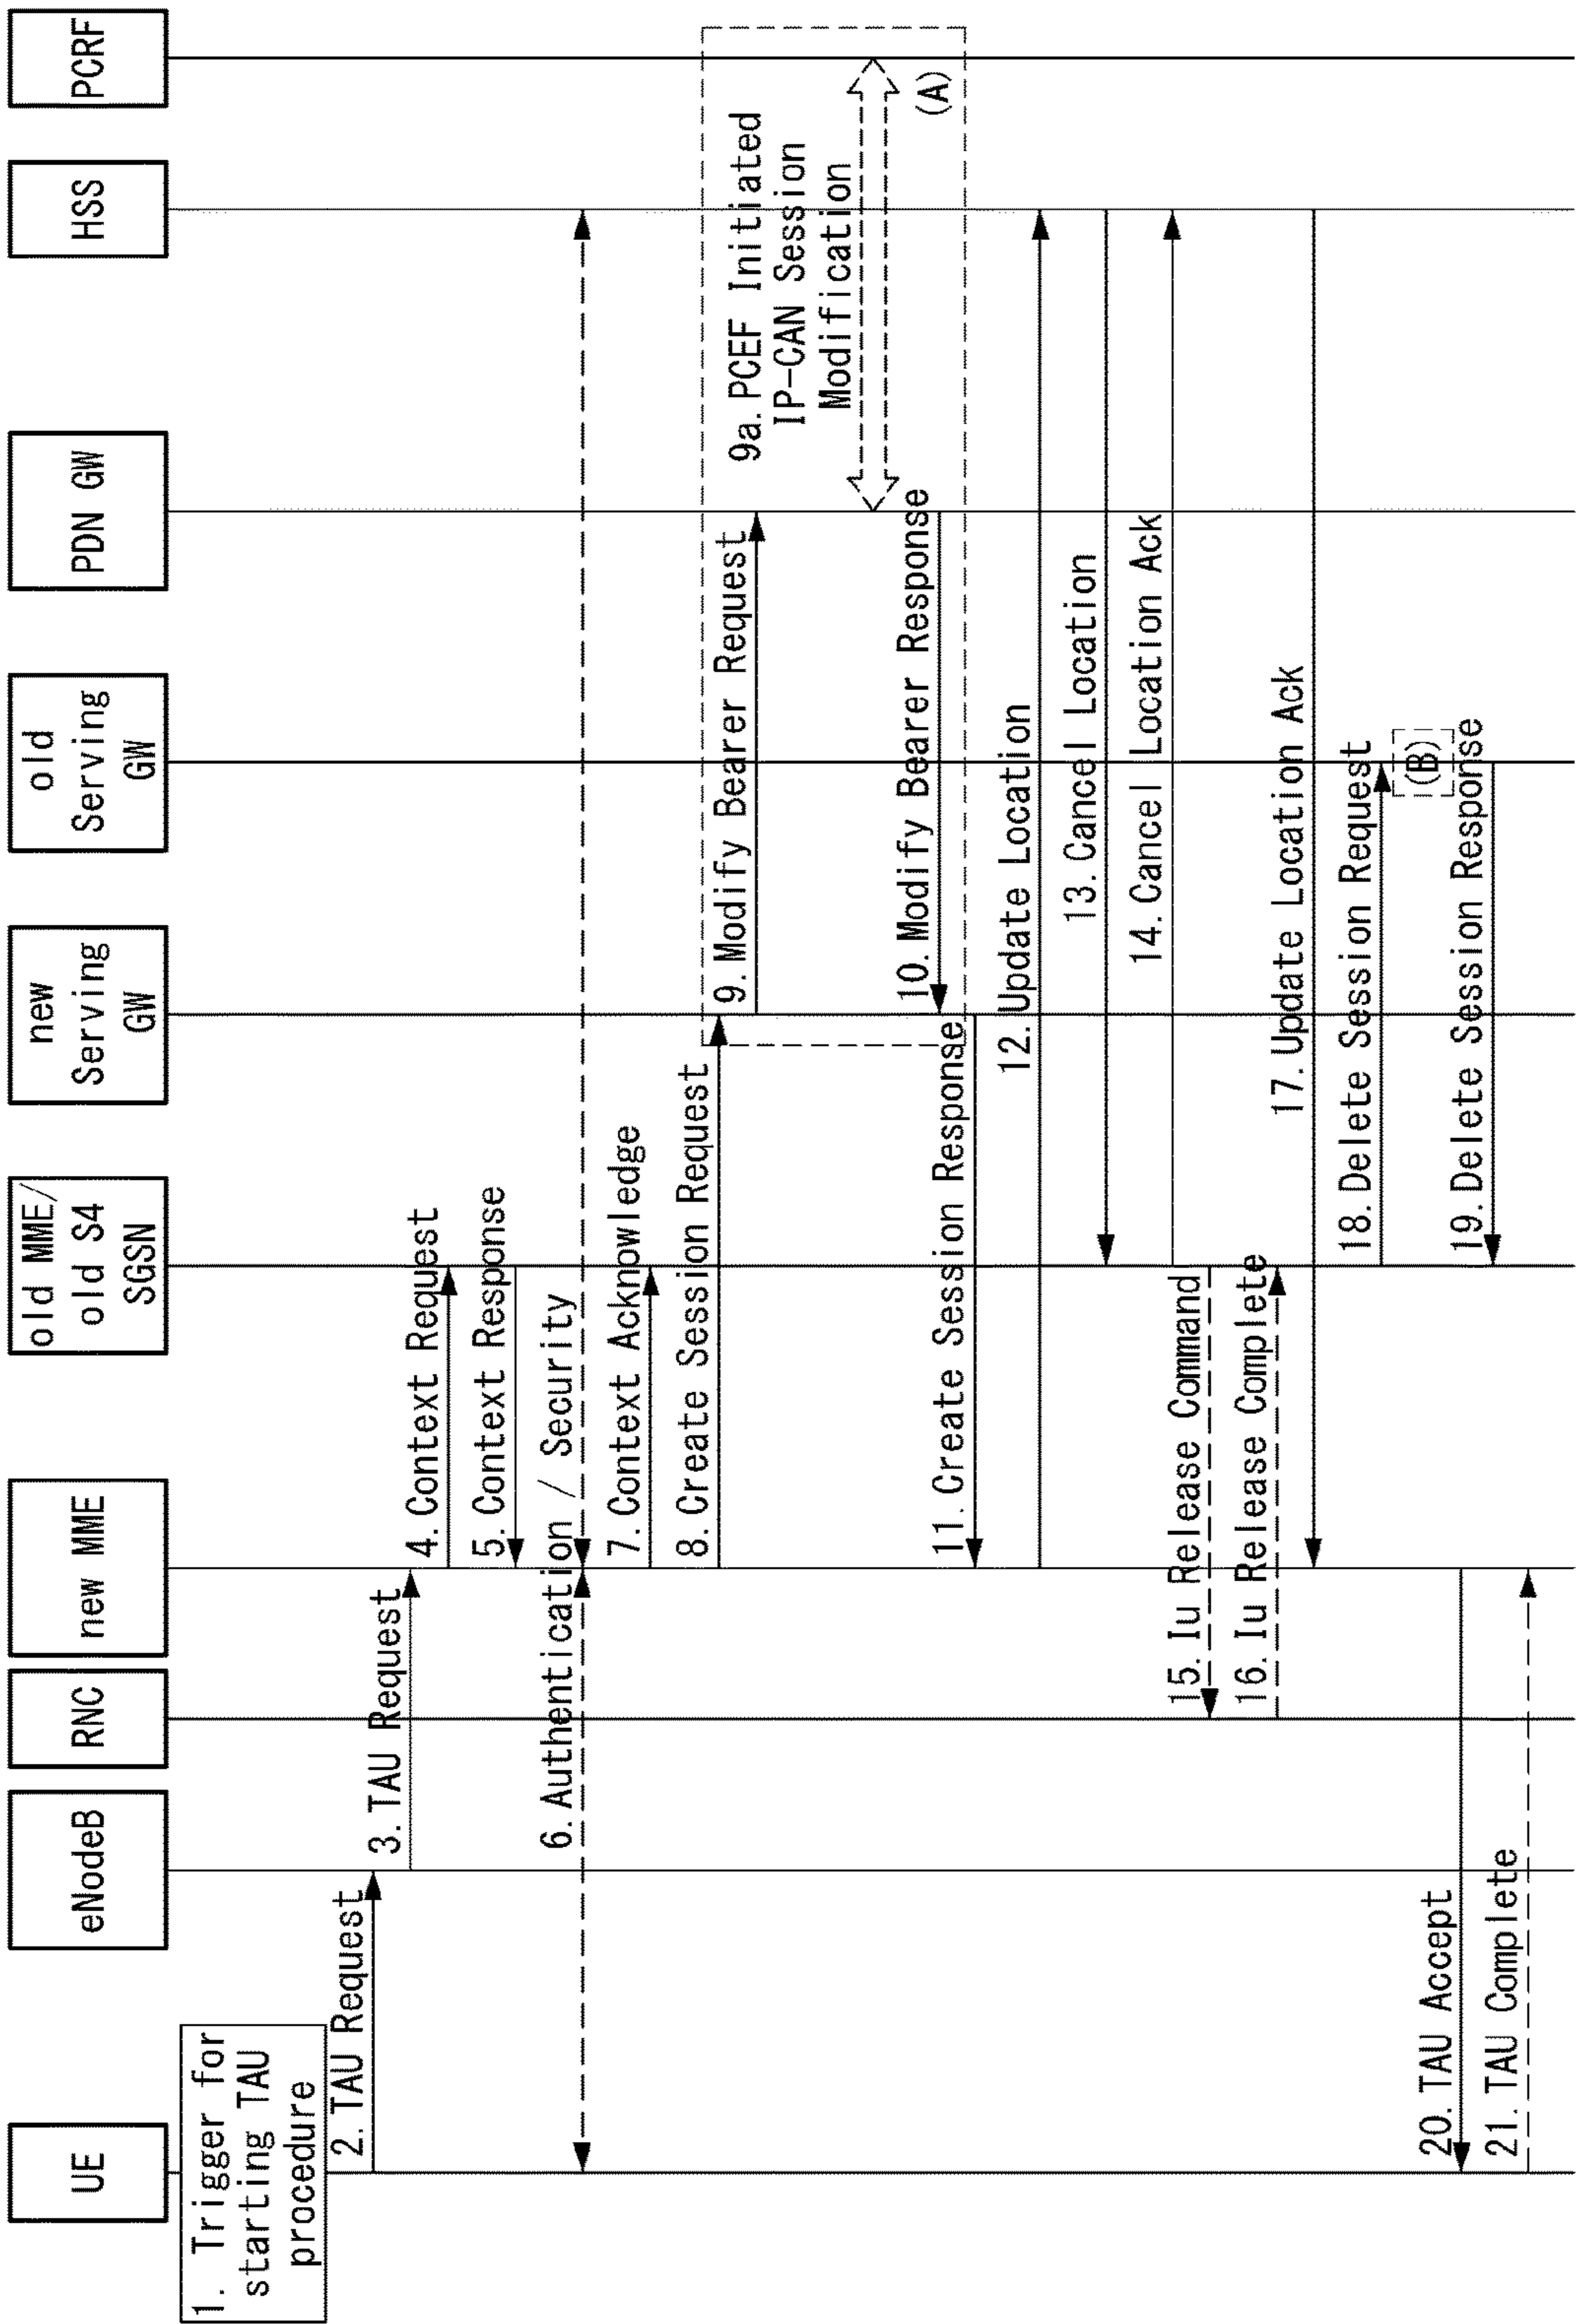 UE
eNodeB
RNC
new MME
old MME/
old S4
SGSN
new
Serving
GW
old
Serving
GW
PDN GW
HSS
PCRF
1. Trigger for
starting TAU
procedure
2. TAU Request
3. TAU Request
4. Context Request
5. Context Response
6. Authentication / Security
7. Context Acknowledge
8. Create Session Request
9. Modify Bearer Request
9a. PCEF Initiated
IP-CAN Session
Modification
(A)
10. Modify Bearer Response
11. Create Session Response
12. Update Location
13. Cancel Location
14. Cancel Location Ack
15. Iu Release Command
16. Iu Release Complete
17. Update Location Ack
18. Delete Session Request
(B)
19. Delete Session Response
20. TAU Accept
21. TAU Complete